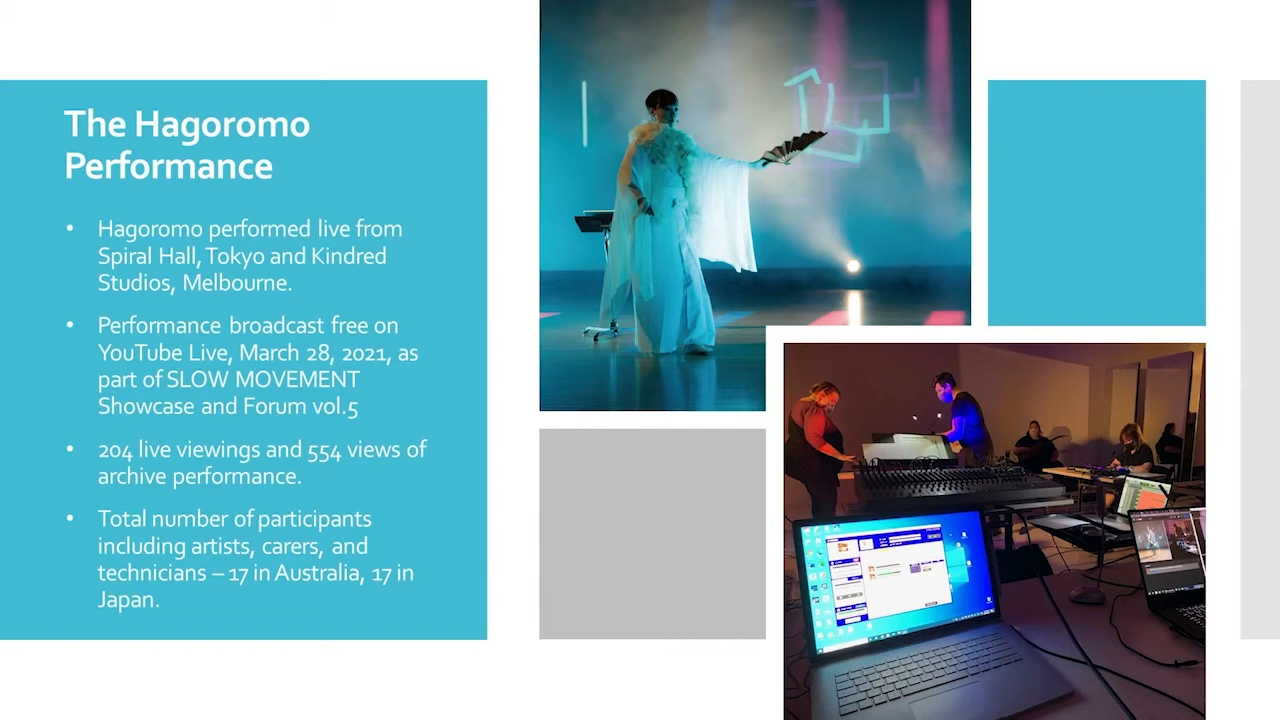 The Hagoromo
Performance
• Hagoromo performed live from
Spiral Hall, Tokyo and Kindred
Studios, Melbourne.
• Performance broadcast free on
YouTube Live, March 28, 2021, as
part of SLOW MOVEMENT
Showcase and Forum vol.5
• 204 live viewings and 554 views of
archive performance.
• Total number of participants
including artists, carers, and
technicians – 17 in Australia, 17 in
Japan.